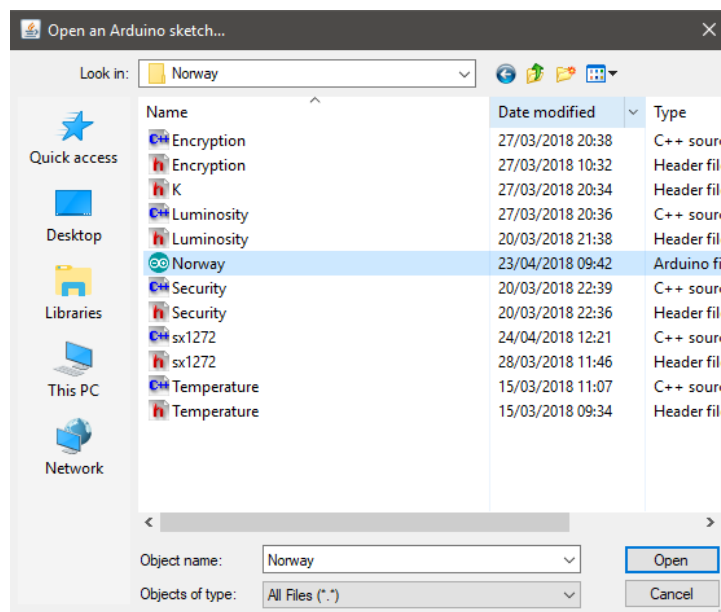 Open an Arduino sketch...
Look in: Norway
Name Date modified Type
Quick access
Desktop
Libraries
This PC
Network
C++ Encryption 27/03/2018 20:38 C++ sour
h Encryption 27/03/2018 10:32 Header fil
h K 27/03/2018 20:34 Header fil
C++ Luminosity 27/03/2018 20:36 C++ sour
h Luminosity 20/03/2018 21:38 Header fil
Norway 23/04/2018 09:42 Arduino fi
C++ Security 20/03/2018 22:39 C++ sour
h Security 20/03/2018 22:36 Header fil
C++ sx1272 24/04/2018 12:21 C++ sour
h sx1272 28/03/2018 11:46 Header fil
C++ Temperature 15/03/2018 11:07 C++ sour
h Temperature 15/03/2018 09:34 Header fil
Object name: Norway Open
Objects of type: All Files (*.*) Cancel